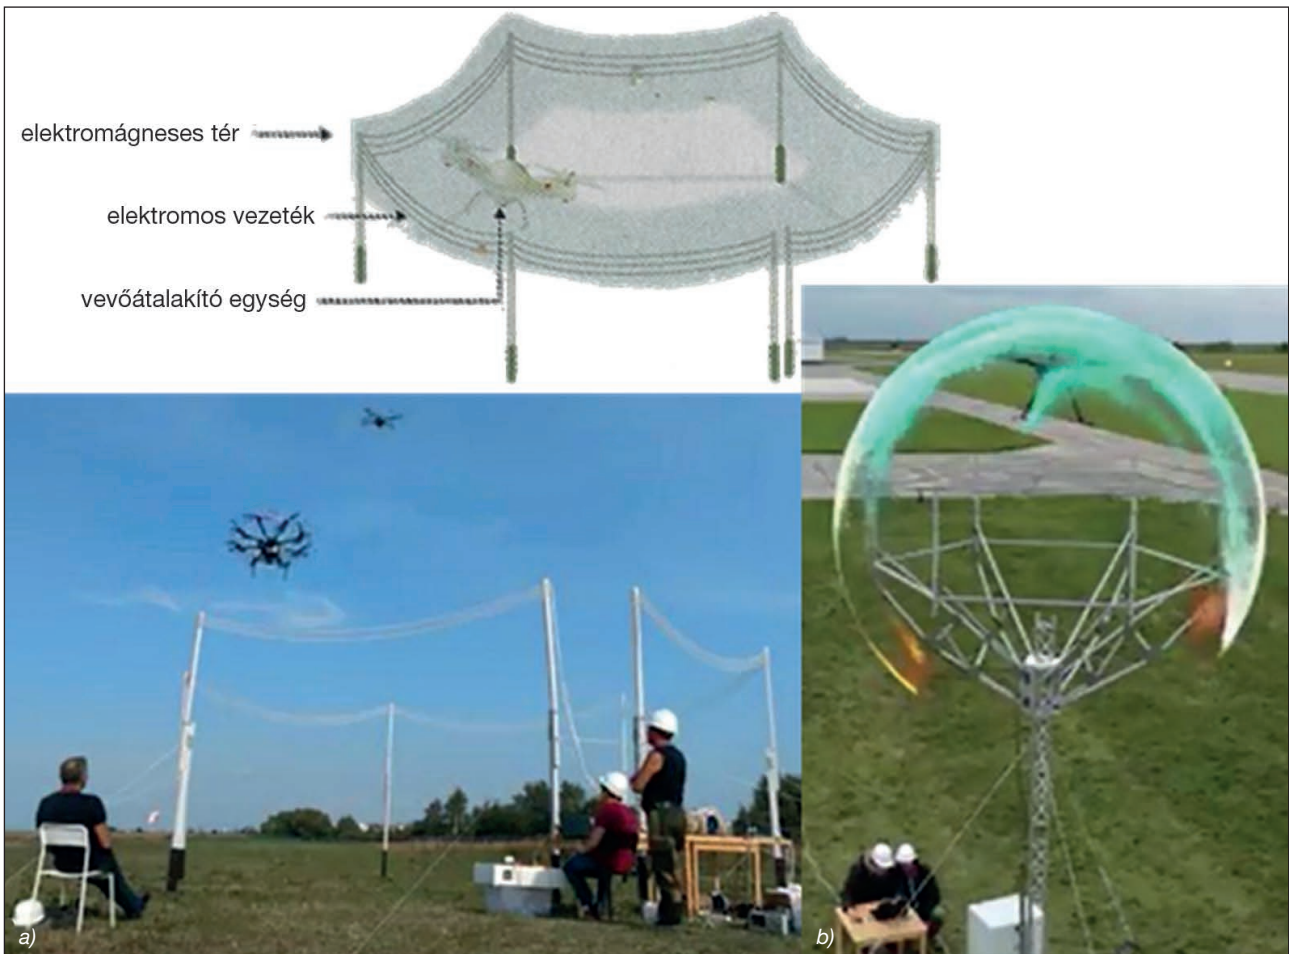 elektromágneses tér
elektromos vezeték
vevőátalakító egység
a)
b)